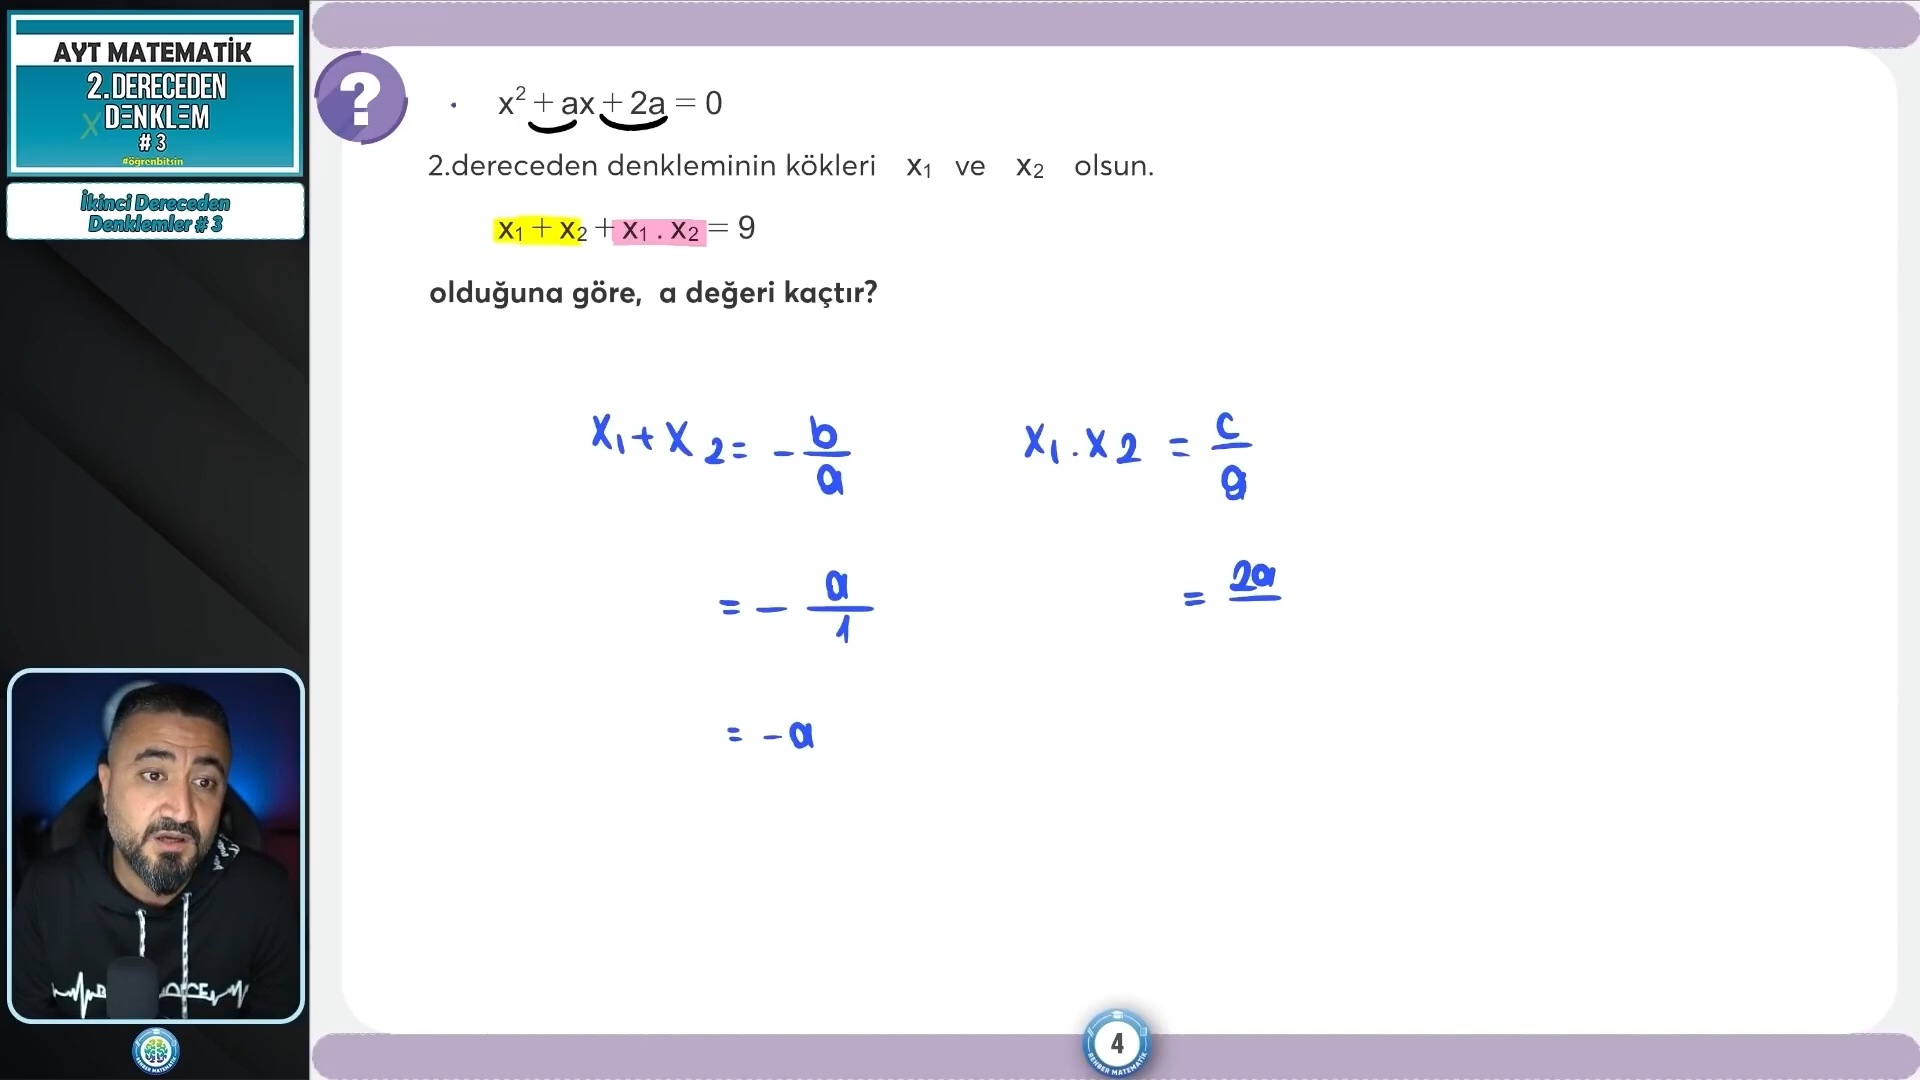 AYT MATEMATİK
2.DERECEDEN
DENKLEM
# 3
#öğrenbitsin
İkinci Dereceden
Denklemler # 3
?
x² + ax + 2a = 0
2.dereceden denkleminin kökleri x₁ ve x₂ olsun.
x₁ + x₂ + x₁ . x₂ = 9
olduğuna göre, a değeri kaçtır?
x₁ + x₂ = - b/a
x₁ . x₂ = c/a
= - a/1
= 2a
= - a
4
REHBER MATEMATİK